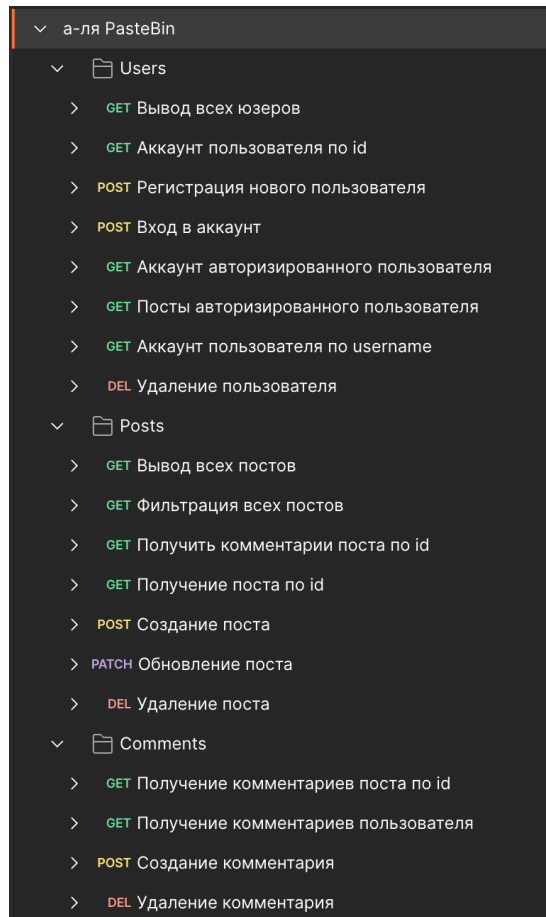 а-ля PasteBin
Users
GET Вывод всех юзеров
GET Аккаунт пользователя по id
POST Регистрация нового пользователя
POST Вход в аккаунт
GET Аккаунт авторизированного пользователя
GET Посты авторизированного пользователя
GET Аккаунт пользователя по username
DEL Удаление пользователя
Posts
GET Вывод всех постов
GET Фильтрация всех постов
GET Получить комментарии поста по id
GET Получение поста по id
POST Создание поста
PATCH Обновление поста
DEL Удаление поста
Comments
GET Получение комментариев поста по id
GET Получение комментариев пользователя
POST Создание комментария
DEL Удаление комментария